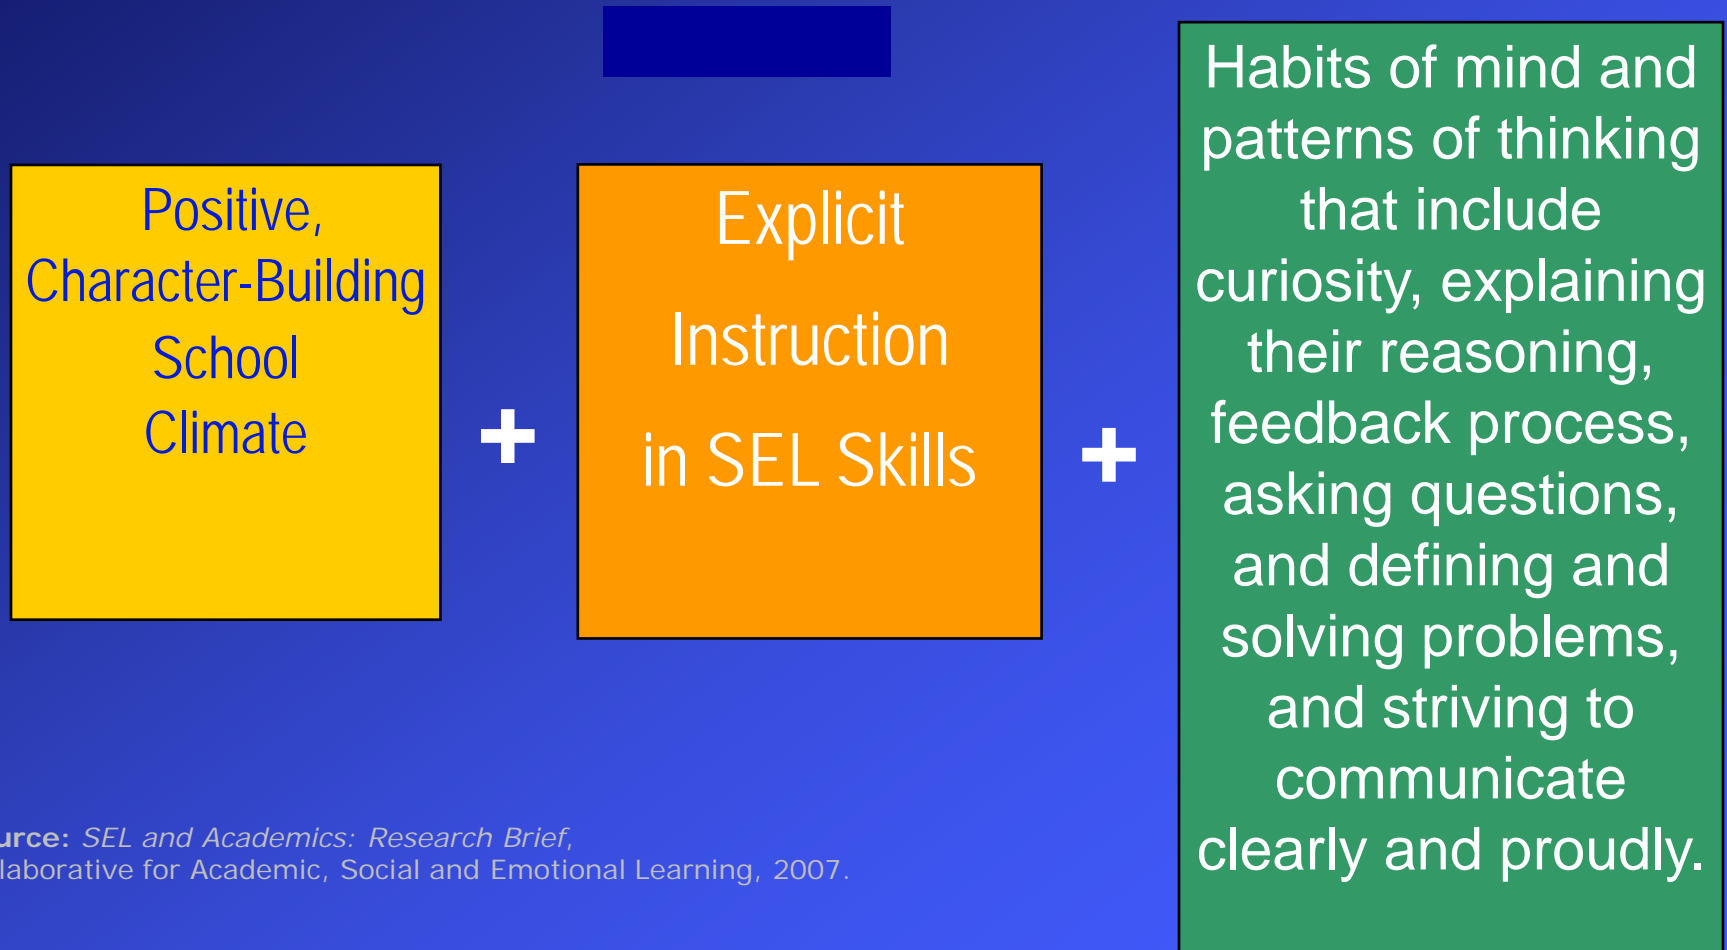 Positive,
Character-Building
School
Climate
+
Explicit
Instruction
in SEL Skills
+
Habits of mind and
patterns of thinking
that include
curiosity, explaining
their reasoning,
feedback process,
asking questions,
and defining and
solving problems,
and striving to
communicate
clearly and proudly.
urce: SEL and Academics: Research Brief,
laborative for Academic, Social and Emotional Learning, 2007.